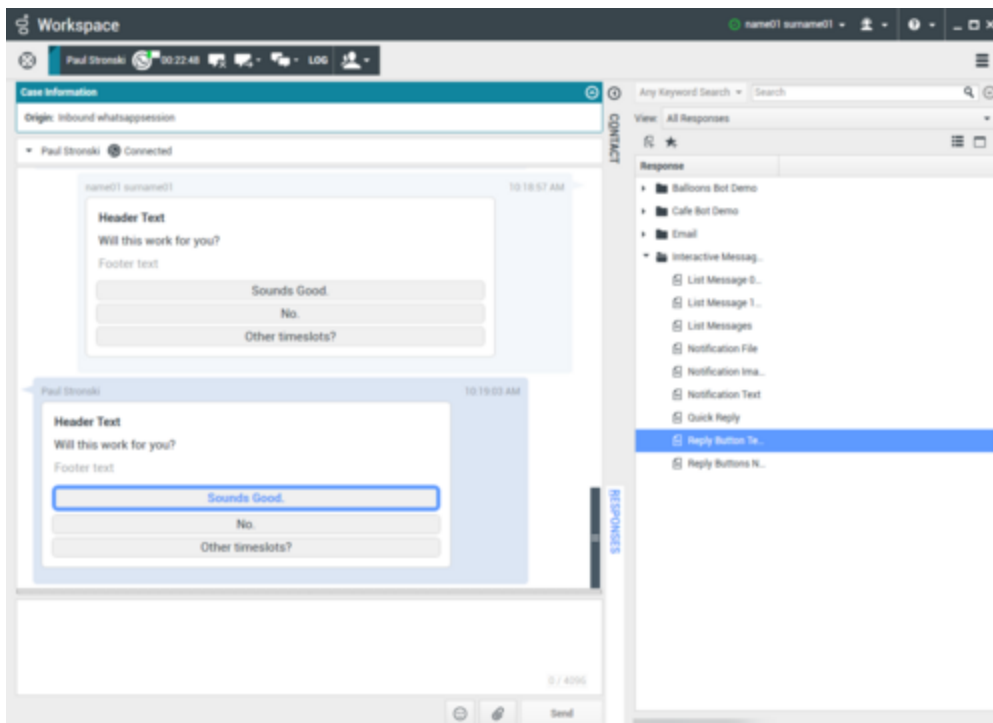 Workspace
name01 surname01
Paul Stronski 00:22:48 LOG
Case Information
Origin: Inbound whatsappsession
Paul Stronski Connected
name01 surname01 10:18:57 AM
Header Text
Will this work for you?
Footer text
Sounds Good.
No.
Other timeslots?
Paul Stronski 10:19:03 AM
Header Text
Will this work for you?
Footer text
Sounds Good.
No.
Other timeslots?
0 / 4096
Send
CONTACT
RESPONSES
Any Keyword Search Search
View: All Responses
Response
Balloons Bot Demo
Cafe Bot Demo
Email
Interactive Messag...
List Message 0...
List Message 1...
List Messages
Notification File
Notification Ima...
Notification Text
Quick Reply
Reply Button Te...
Reply Buttons N...